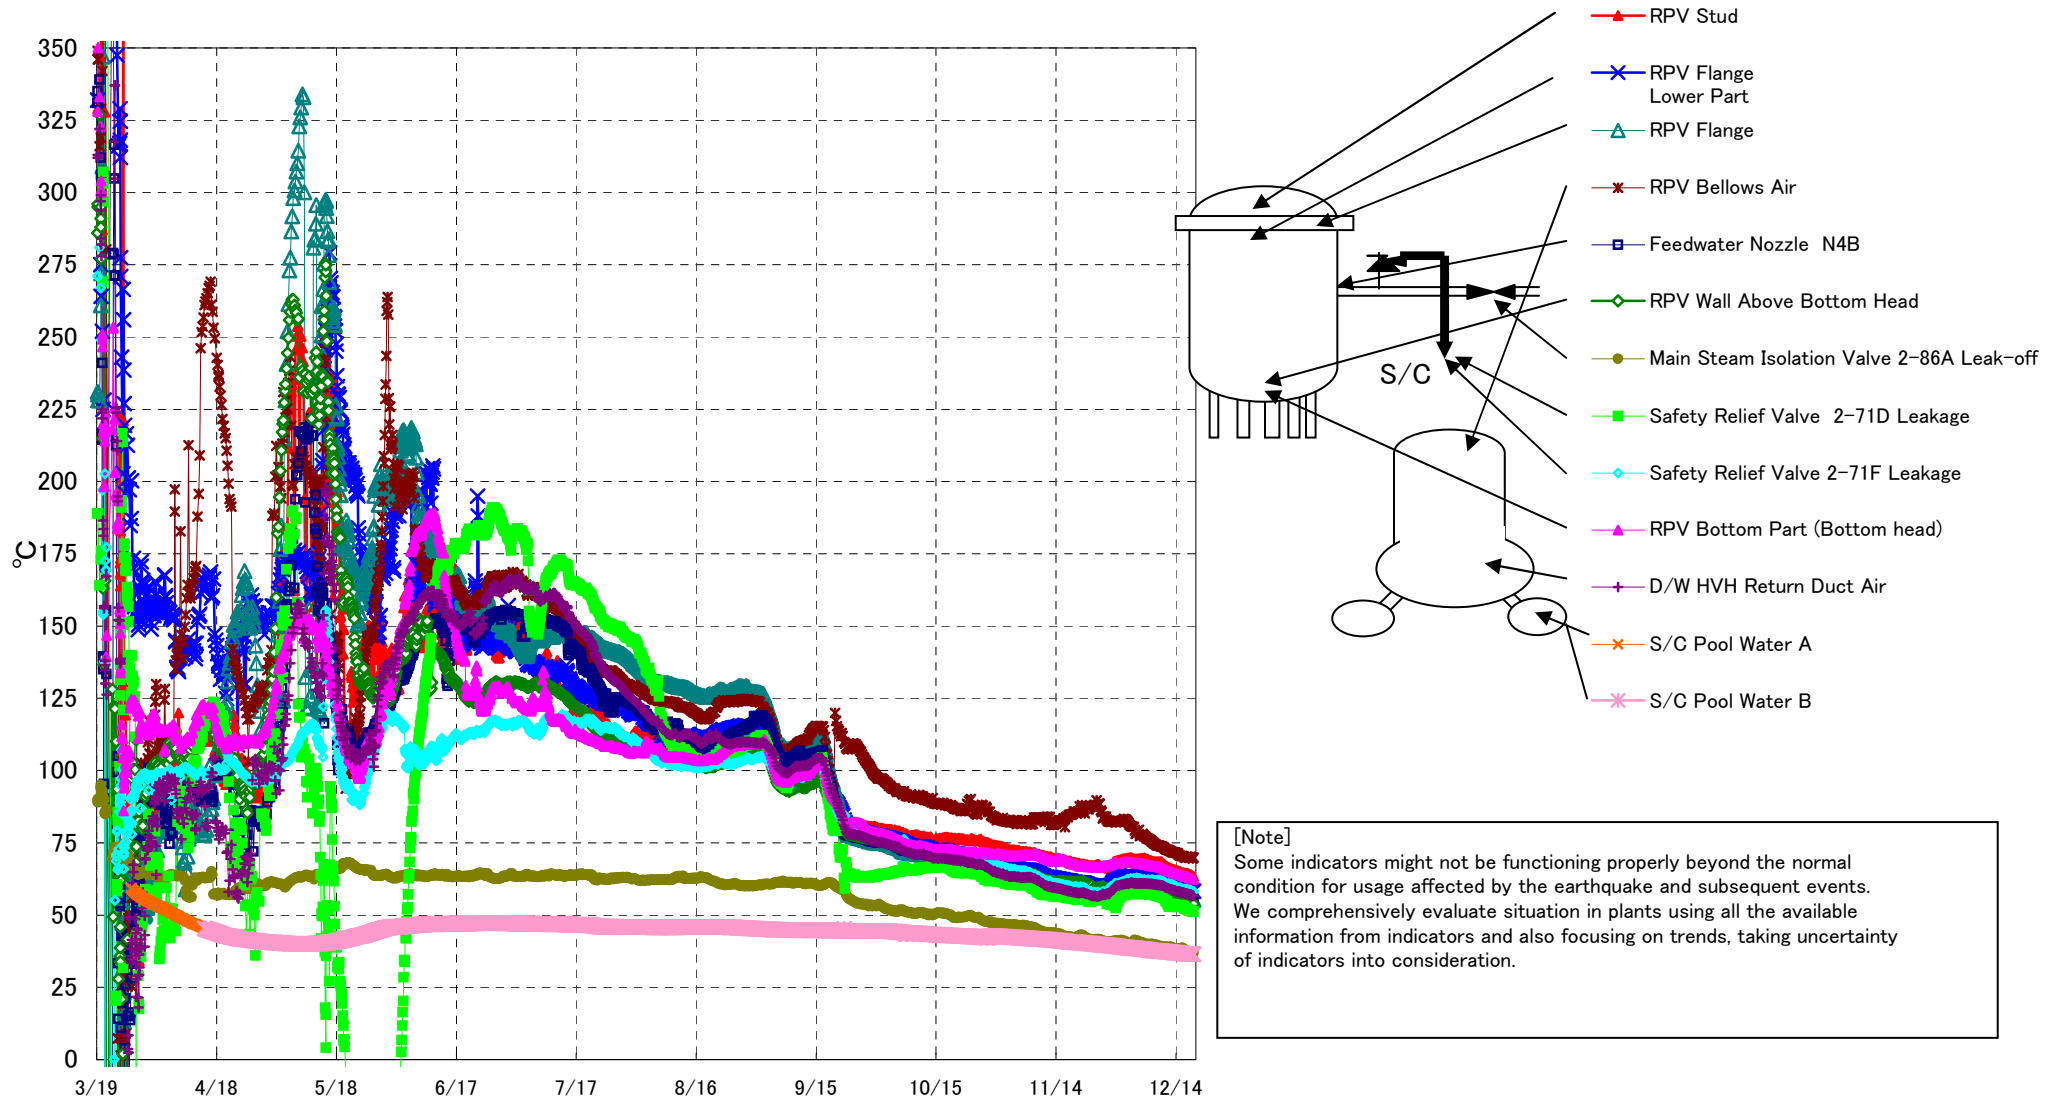 350
325
300
275
250
225
200
175
150
125
100
75
50
25
0
℃
3/19
4/18
5/18
6/17
7/17
8/16
9/15
10/15
11/14
12/14
S/C
RPV Stud
RPV Flange
Lower Part
RPV Flange
RPV Bellows Air
Feedwater Nozzle N4B
RPV Wall Above Bottom Head
Main Steam Isolation Valve 2-86A Leak-off
Safety Relief Valve 2-71D Leakage
Safety Relief Valve 2-71F Leakage
RPV Bottom Part (Bottom head)
D/W HVH Return Duct Air
S/C Pool Water A
S/C Pool Water B
[Note]
Some indicators might not be functioning properly beyond the normal
condition for usage affected by the earthquake and subsequent events.
We comprehensively evaluate situation in plants using all the available
information from indicators and also focusing on trends, taking uncertainty
of indicators into consideration.